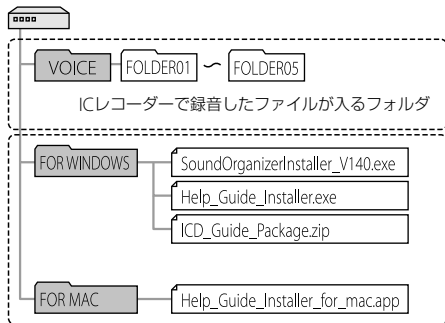 VOICE FOLDER01 ～ FOLDER05
ICレコーダーで録音したファイルが入るフォルダ
FOR WINDOWS SoundOrganizerInstaller_V140.exe
Help_Guide_Installer.exe
ICD_Guide_Package.zip
FOR MAC Help_Guide_Installer_for_mac.app